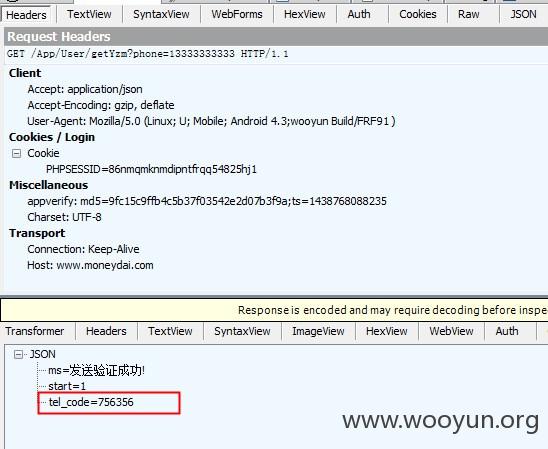 Headers TextView SyntaxView WebForms HexView Auth Cookies Raw JSON
Request Headers
GET /App/User/getYzm?phone=13333333333 HTTP/1.1
Client
Accept: application/json
Accept-Encoding: gzip, deflate
User-Agent: Mozilla/5.0 (Linux; U; Mobile; Android 4.3;wooyun Build/FRF91 )
Cookies / Login
Cookie
PHPSESSID=86nmqmknmdipntfrqq54825hj1
Miscellaneous
appverify: md5=9fc15c9ffb4c5b37f03542e2d07b3f9a;ts=1438768088235
Charset: UTF-8
Transport
Connection: Keep-Alive
Host: www.moneydai.com
Response is encoded and may require decoding before inspe
Transformer Headers TextView SyntaxView ImageView HexView WebView Auth
JSON
ms=发送验证成功!
start=1
tel_code=756356
www.wooyun.org